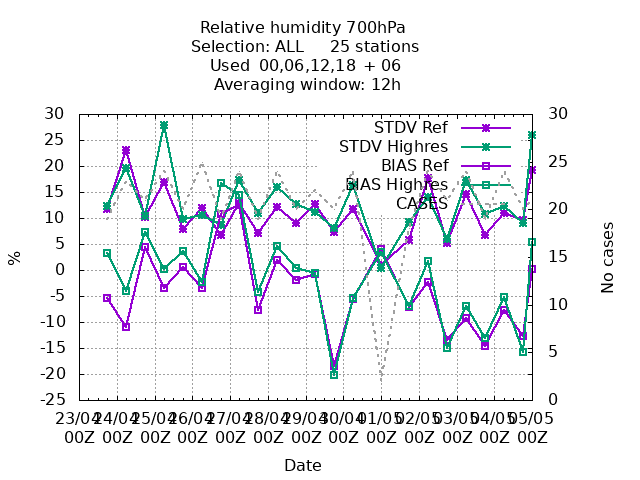 Relative humidity 700hPa
Selection: ALL 25 stations
Used 00,06,12,18 + 06
Averaging window: 12h
STDV Ref
STDV Highres
BIAS Ref
BIAS Highres
CASES
%
30
25
20
15
10
5
0
-5
-10
-15
-20
-25
No cases
30
25
20
15
10
5
0
23/04 24/04 25/04 26/04 27/04 28/04 29/04 30/04 01/05 02/05 03/05 04/05 05/05
00Z 00Z 00Z 00Z 00Z 00Z 00Z 00Z 00Z 00Z 00Z 00Z 00Z
Date